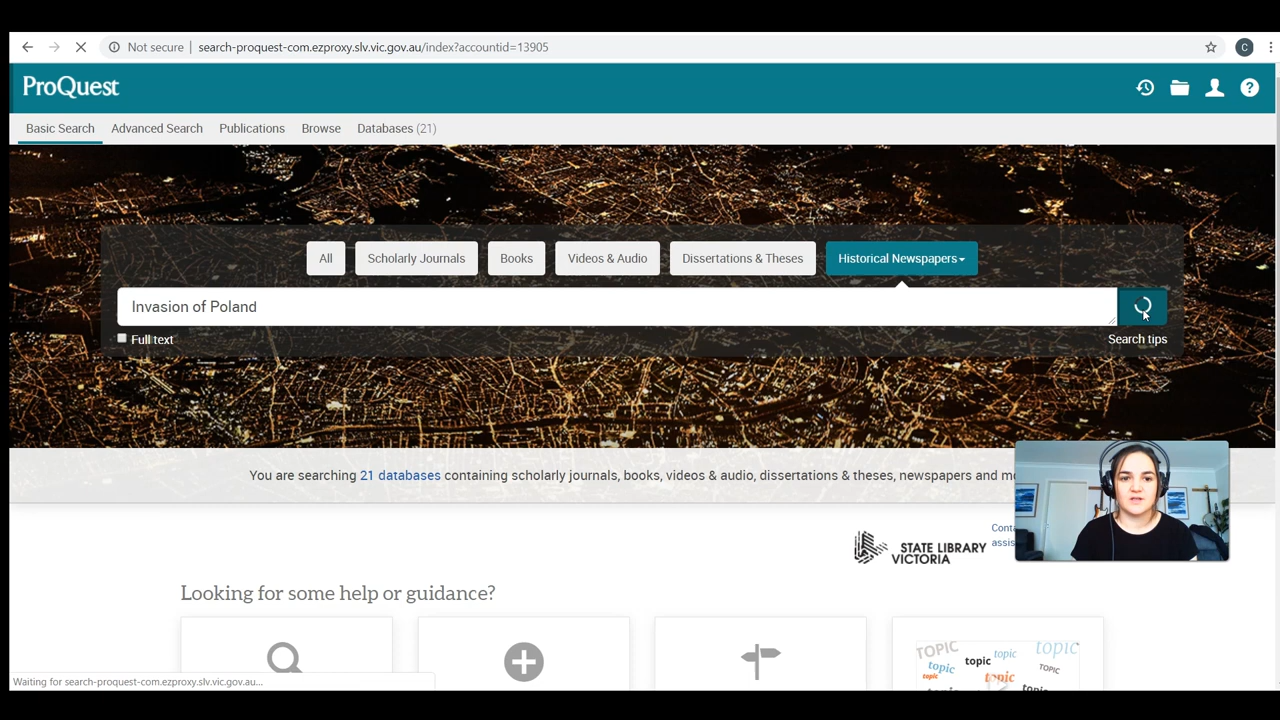 Not secure | search-proquest-com.ezproxy.slv.vic.gov.au/index?accountid=13905
C
ProQuest
?
Basic Search Advanced Search Publications Browse Databases (21)
All Scholarly Journals Books Videos & Audio Dissertations & Theses Historical Newspapers
Invasion of Poland
Full text
Search tips
You are searching 21 databases containing scholarly journals, books, videos & audio, dissertations & theses, newspapers and
STATE LIBRARY
VICTORIA
Looking for some help or guidance?
TOPIC topic topic
topic topic TOPIC
topic topic
Waiting for search-proquest-com.ezproxy.slv.vic.gov.au...